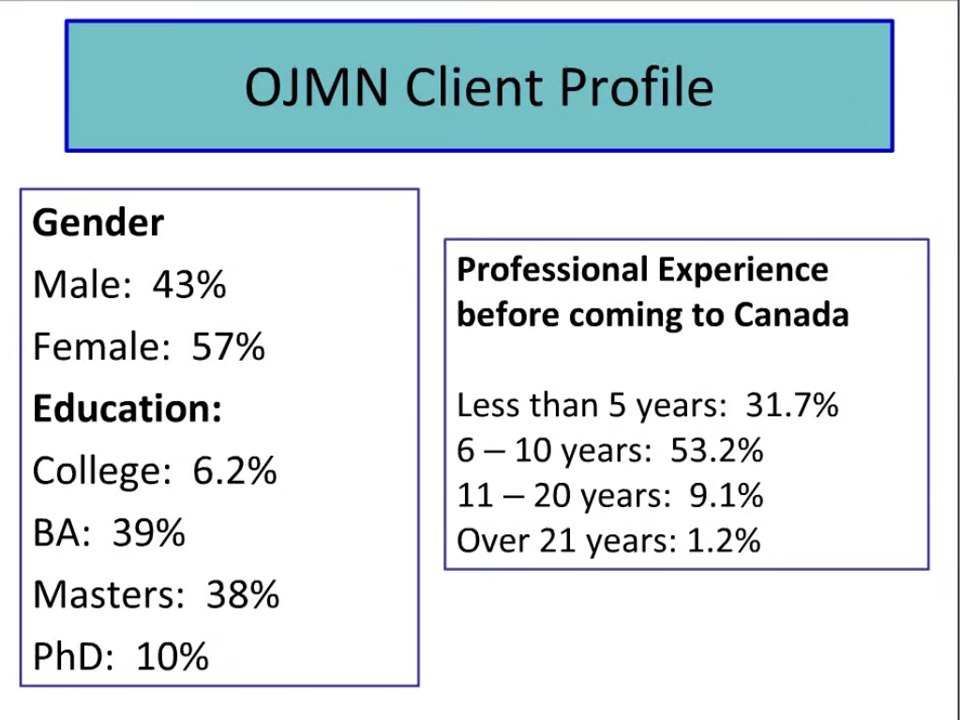 OJMN Client Profile
Gender
Male: 43%
Female: 57%
Education:
College: 6.2%
BA: 39%
Masters: 38%
PhD: 10%
Professional Experience
before coming to Canada
Less than 5 years: 31.7%
6 – 10 years: 53.2%
11 – 20 years: 9.1%
Over 21 years: 1.2%